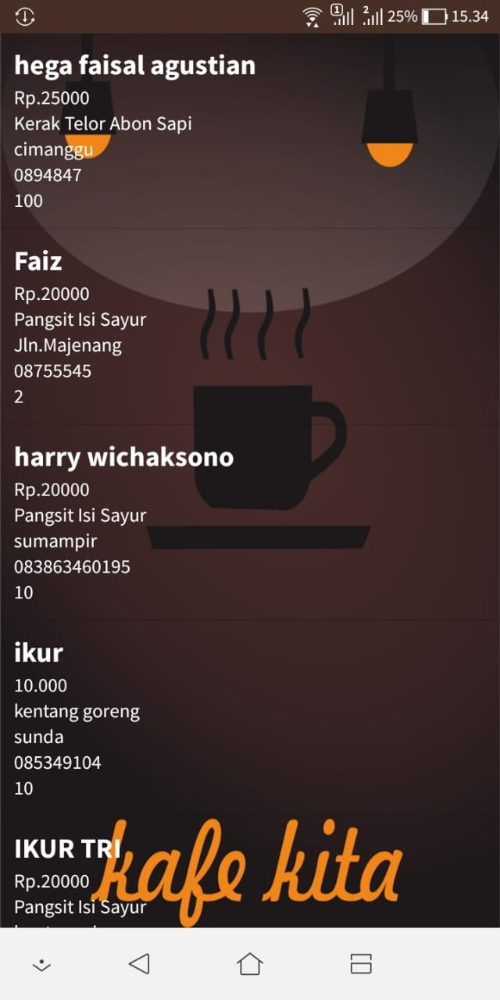 1 2 25% 15.34
hega faisal agustian
Rp.25000
Kerak Telor Abon Sapi
cimanggu
0894847
100
Faiz
Rp.20000
Pangsit Isi Sayur
Jln.Majenang
08755545
2
harry wichaksono
Rp.20000
Pangsit Isi Sayur
sumampir
083863460195
10
ikur
10.000
kentang goreng
sunda
085349104
10
IKUR TRI
Rp.20000
Pangsit Isi Sayur
kafe kita